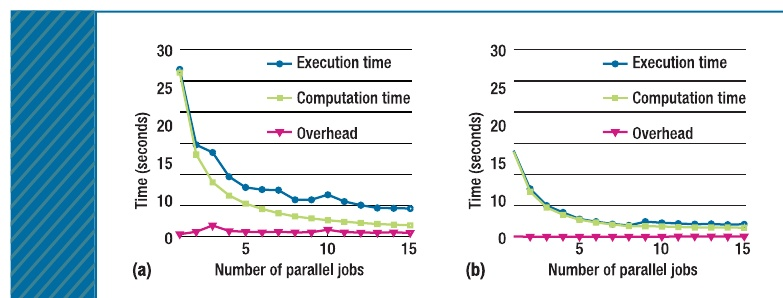 30
25
20
15
10
0
Time (seconds)
Execution time
Computation time
Overhead
5 10 15
(a) Number of parallel jobs
30
25
20
15
10
0
Time (seconds)
Execution time
Computation time
Overhead
5 10 15
(b) Number of parallel jobs